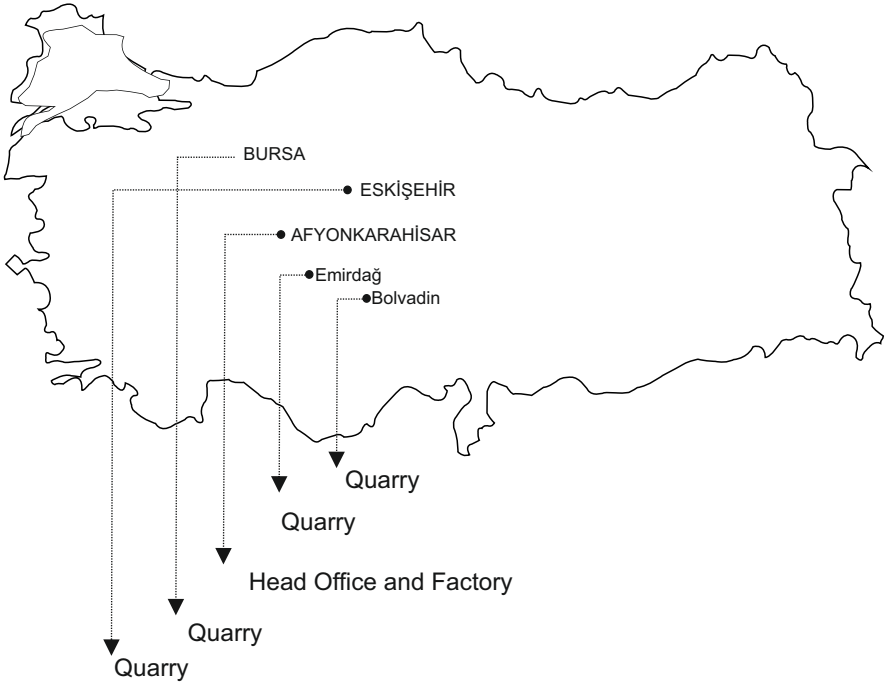 BURSA
ESKİŞEHİR
AFYONKARAHİSAR
Emirdağ
Bolvadin
Quarry
Quarry
Head Office and Factory
Quarry
Quarry